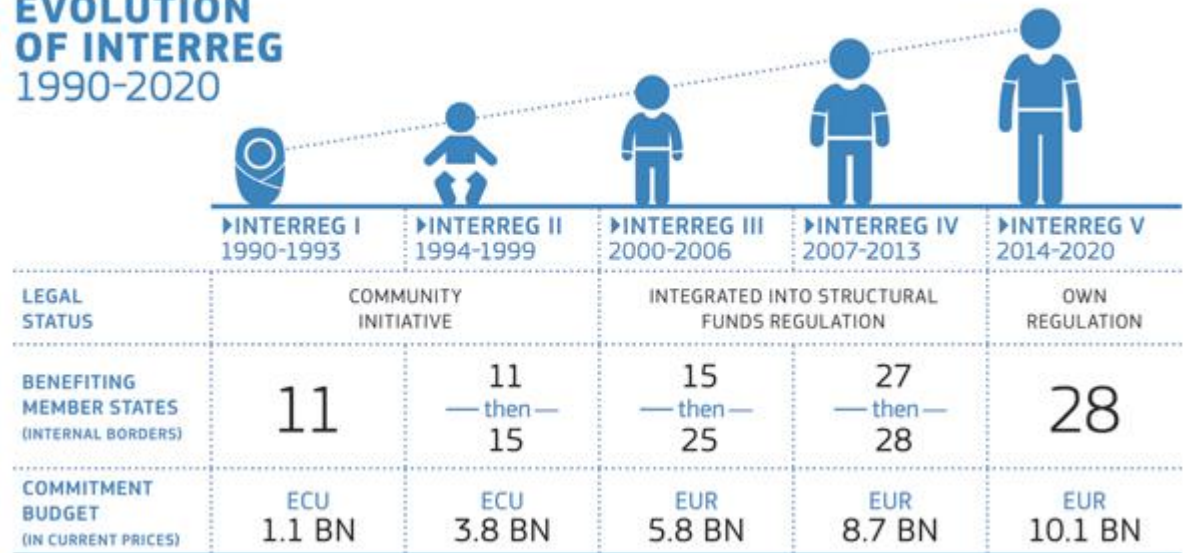 EVOLUTION
OF INTERREG
1990-2020
INTERREG I
1990-1993
INTERREG II
1994-1999
INTERREG III
2000-2006
INTERREG IV
2007-2013
INTERREG V
2014-2020
LEGAL
STATUS
COMMUNITY
INITIATIVE
INTEGRATED INTO STRUCTURAL
FUNDS REGULATION
OWN
REGULATION
BENEFITING
MEMBER STATES
(INTERNAL BORDERS)
11
11
then
15
15
then
25
27
then
28
28
COMMITMENT
BUDGET
(IN CURRENT PRICES)
ECU
1.1 BN
ECU
3.8 BN
EUR
5.8 BN
EUR
8.7 BN
EUR
10.1 BN